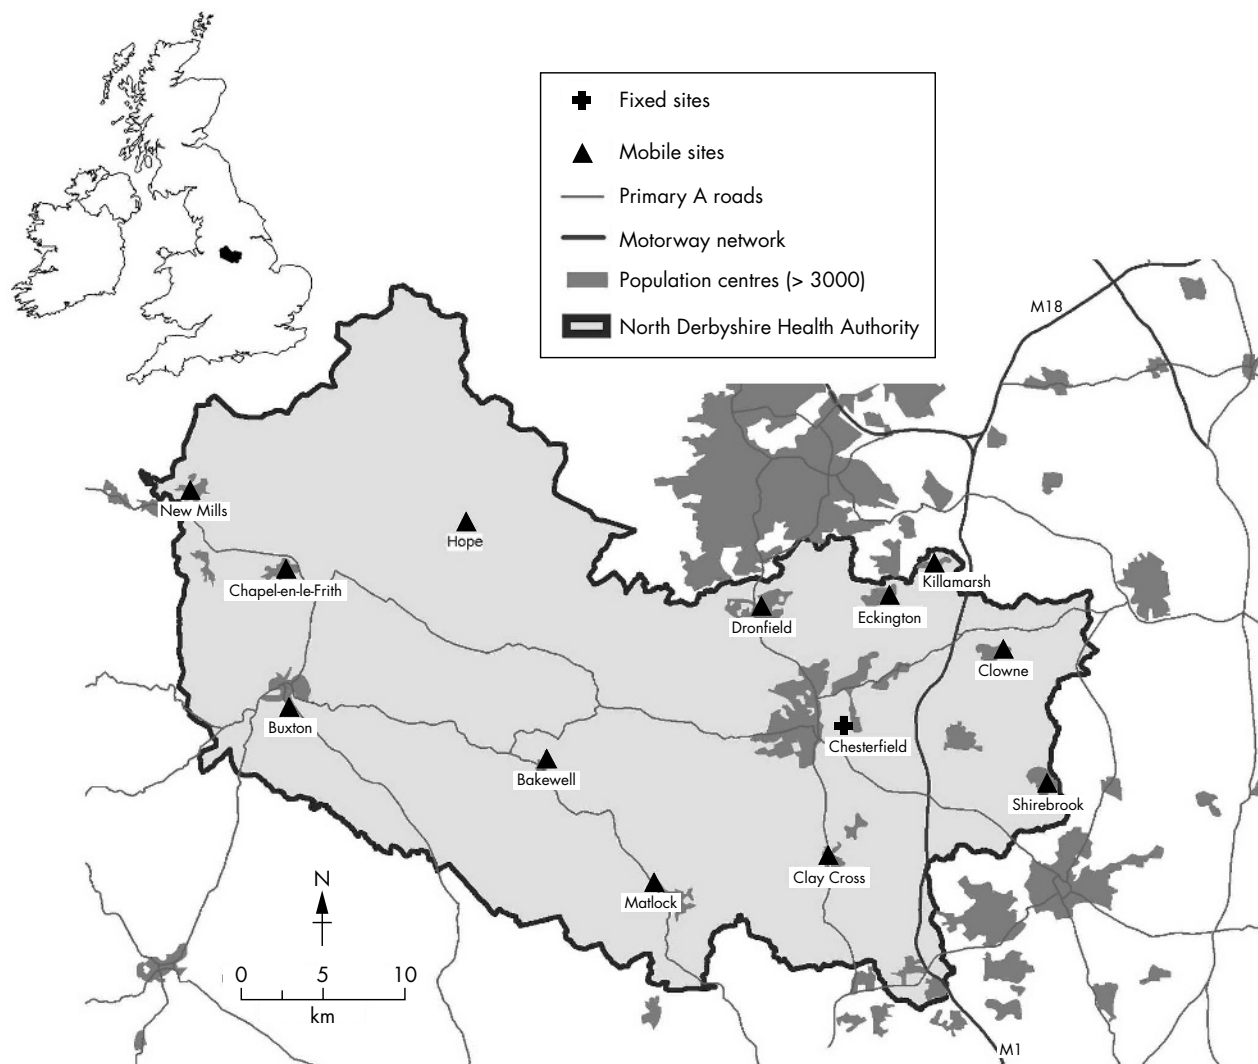 Fixed sites
Mobile sites
Primary A roads
Motorway network
Population centres (> 3000)
North Derbyshire Health Authority
M18
New Mills
Hope
Chapel-en-le-Frith
Killamarsh
Eckington
Dronfield
Clowne
Buxton
Chesterfield
Bakewell
Shirebrook
Clay Cross
Matlock
N
0 5 10
km
M1